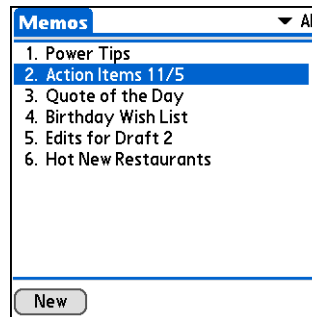 Memos
1. Power Tips
2. Action Items 11/5
3. Quote of the Day
4. Birthday Wish List
5. Edits for Draft 2
6. Hot New Restaurants
New